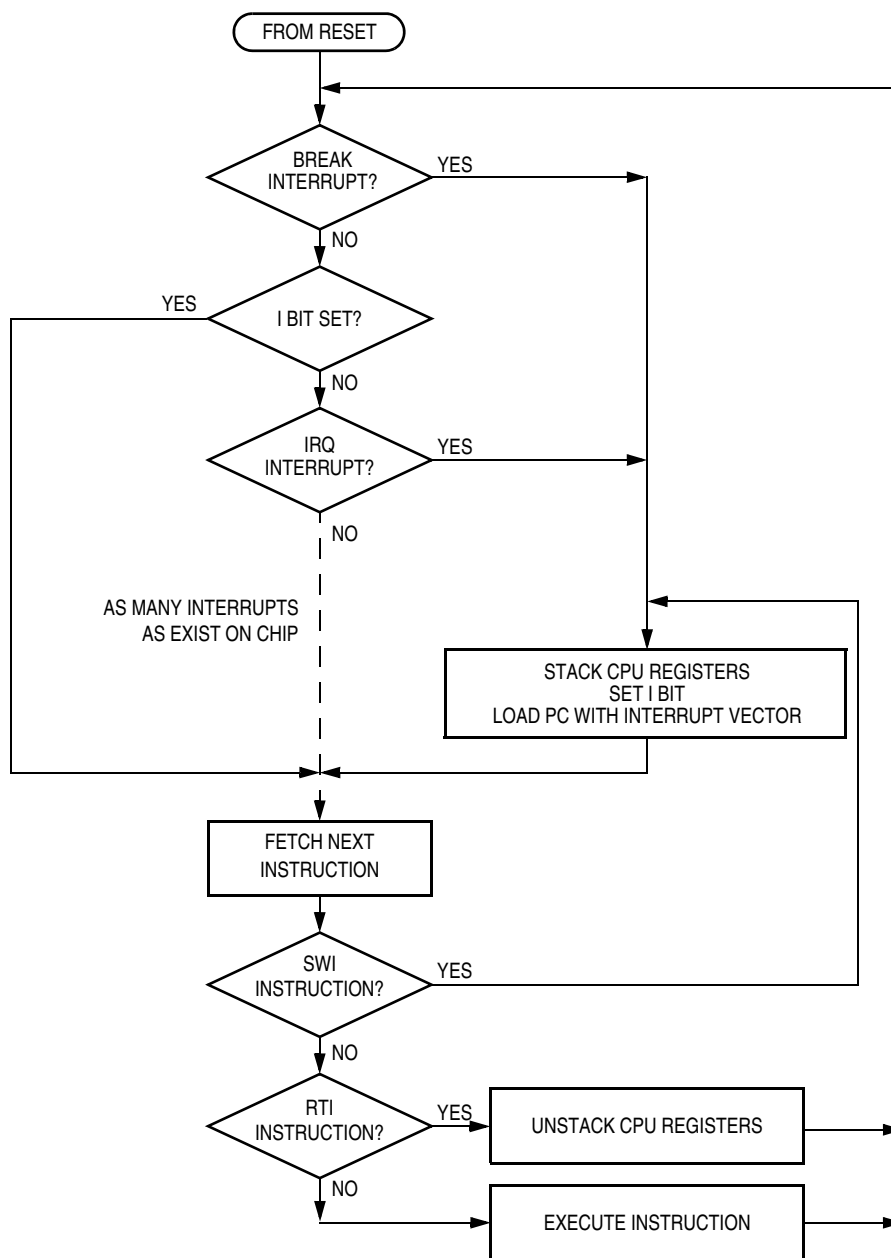 FROM RESET
BREAK
INTERRUPT?
YES
NO
YES
I BIT SET?
NO
IRQ
INTERRUPT?
YES
NO
AS MANY INTERRUPTS
AS EXIST ON CHIP
STACK CPU REGISTERS
SET I BIT
LOAD PC WITH INTERRUPT VECTOR
FETCH NEXT
INSTRUCTION
SWI
INSTRUCTION?
YES
NO
RTI
INSTRUCTION?
YES
UNSTACK CPU REGISTERS
NO
EXECUTE INSTRUCTION